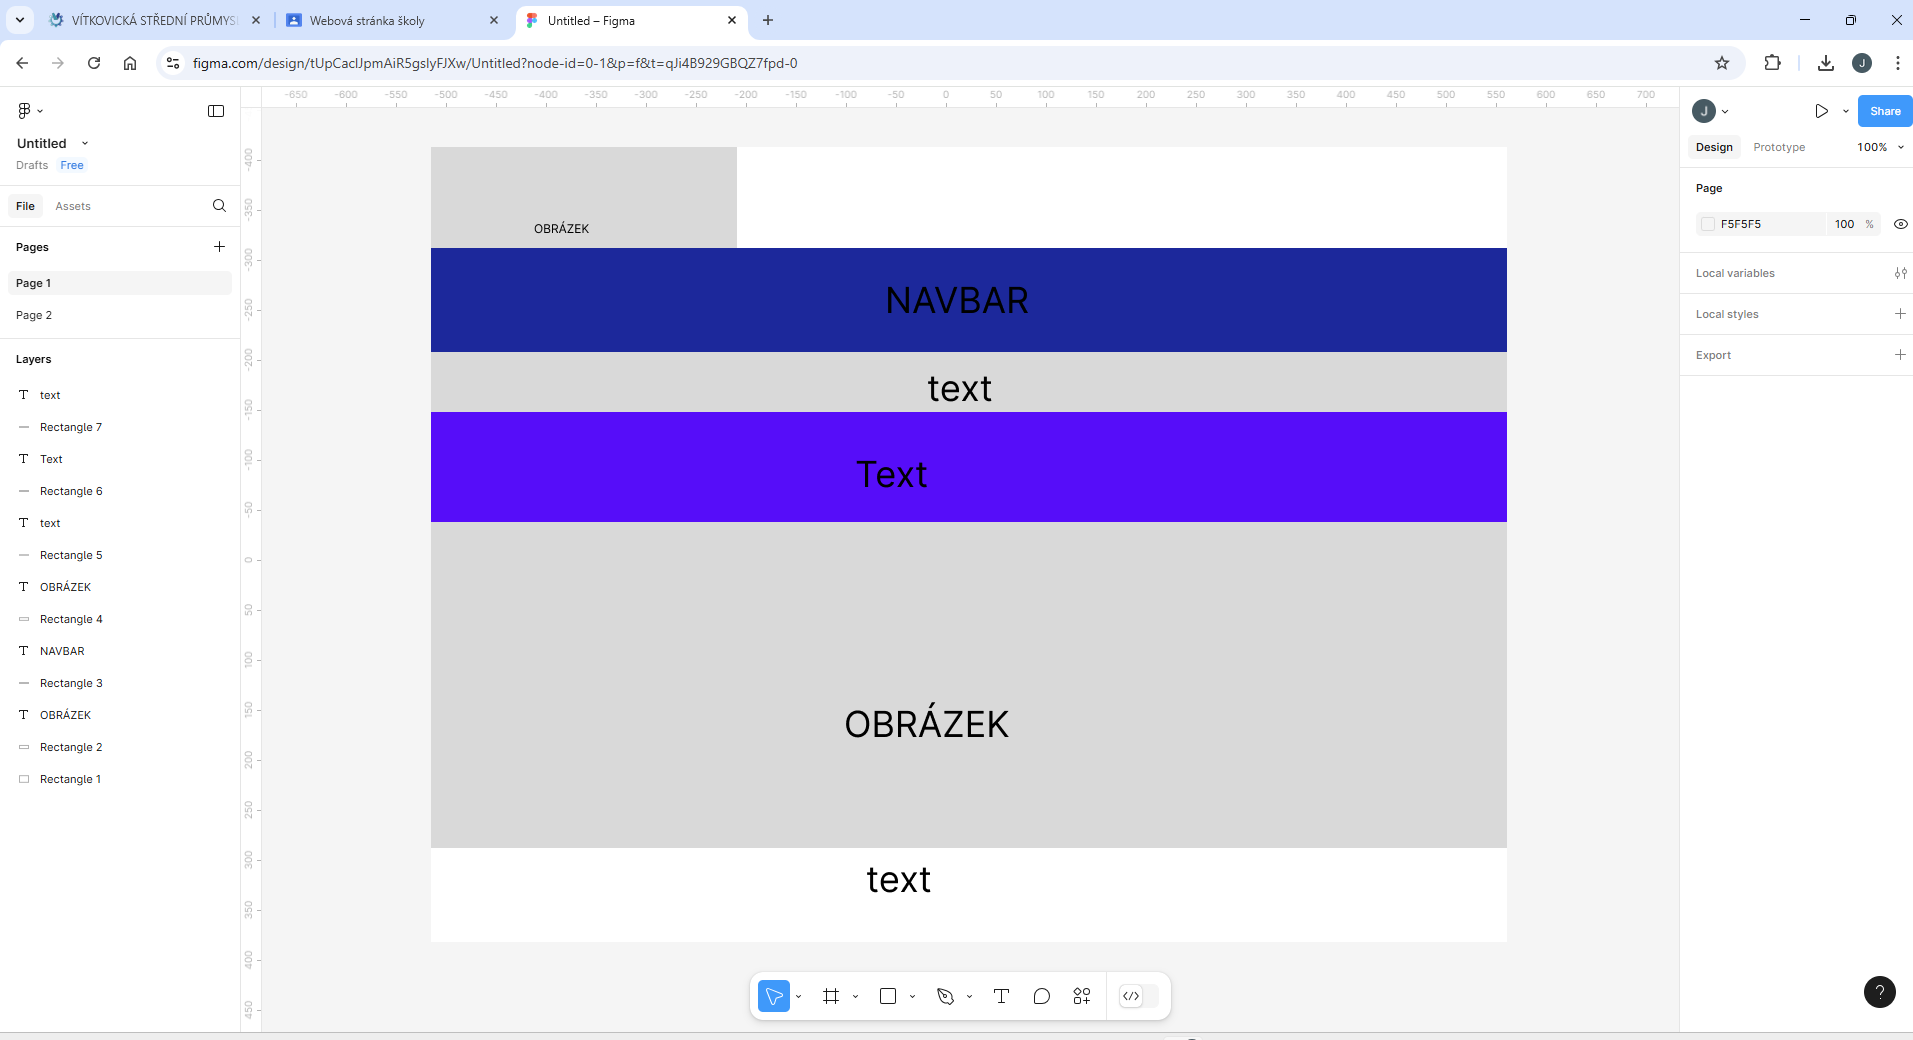 VÍTKOVICKÁ STŘEDNÍ PRŮMYS
Webová stránka školy
Untitled – Figma
figma.com/design/tUpCaclJpmAiR5gslyFJXw/Untitled?node-id=0-1&p=f&t=qJi4B929GBQZ7fpd-0
J
-650 -600 -550 -500 -450 -400 -350 -300 -250 -200 -150 -100 -50 0 50 100 150 200 250 300 350 400 450 500 550 600 650 700
-400
-350
-300
-250
-200
-150
-100
-50
0
50
100
150
200
250
300
350
400
450
Untitled
Drafts Free
File Assets
Pages
Page 1
Page 2
Layers
text
Rectangle 7
Text
Rectangle 6
text
Rectangle 5
OBRÁZEK
Rectangle 4
NAVBAR
Rectangle 3
OBRÁZEK
Rectangle 2
Rectangle 1
OBRÁZEK
NAVBAR
text
Text
OBRÁZEK
text
J
Share
Design Prototype 100%
Page
F5F5F5 100 %
Local variables
Local styles
Export
?